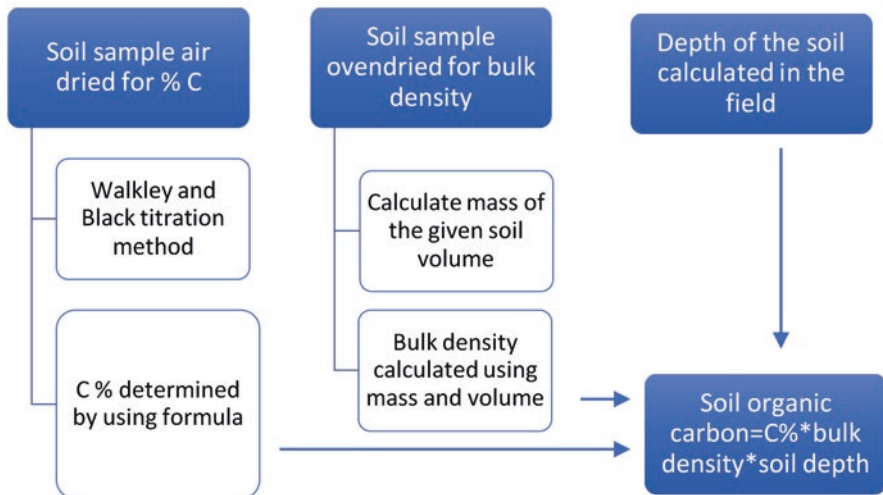 Soil sample air
dried for % C
Walkley and
Black titration
method
C % determined
by using formula
Soil sample
ovendried for bulk
density
Calculate mass of
the given soil
volume
Bulk density
calculated using
mass and volume
Depth of the soil
calculated in the
field
Soil organic
carbon=C%*bulk
density*soil depth